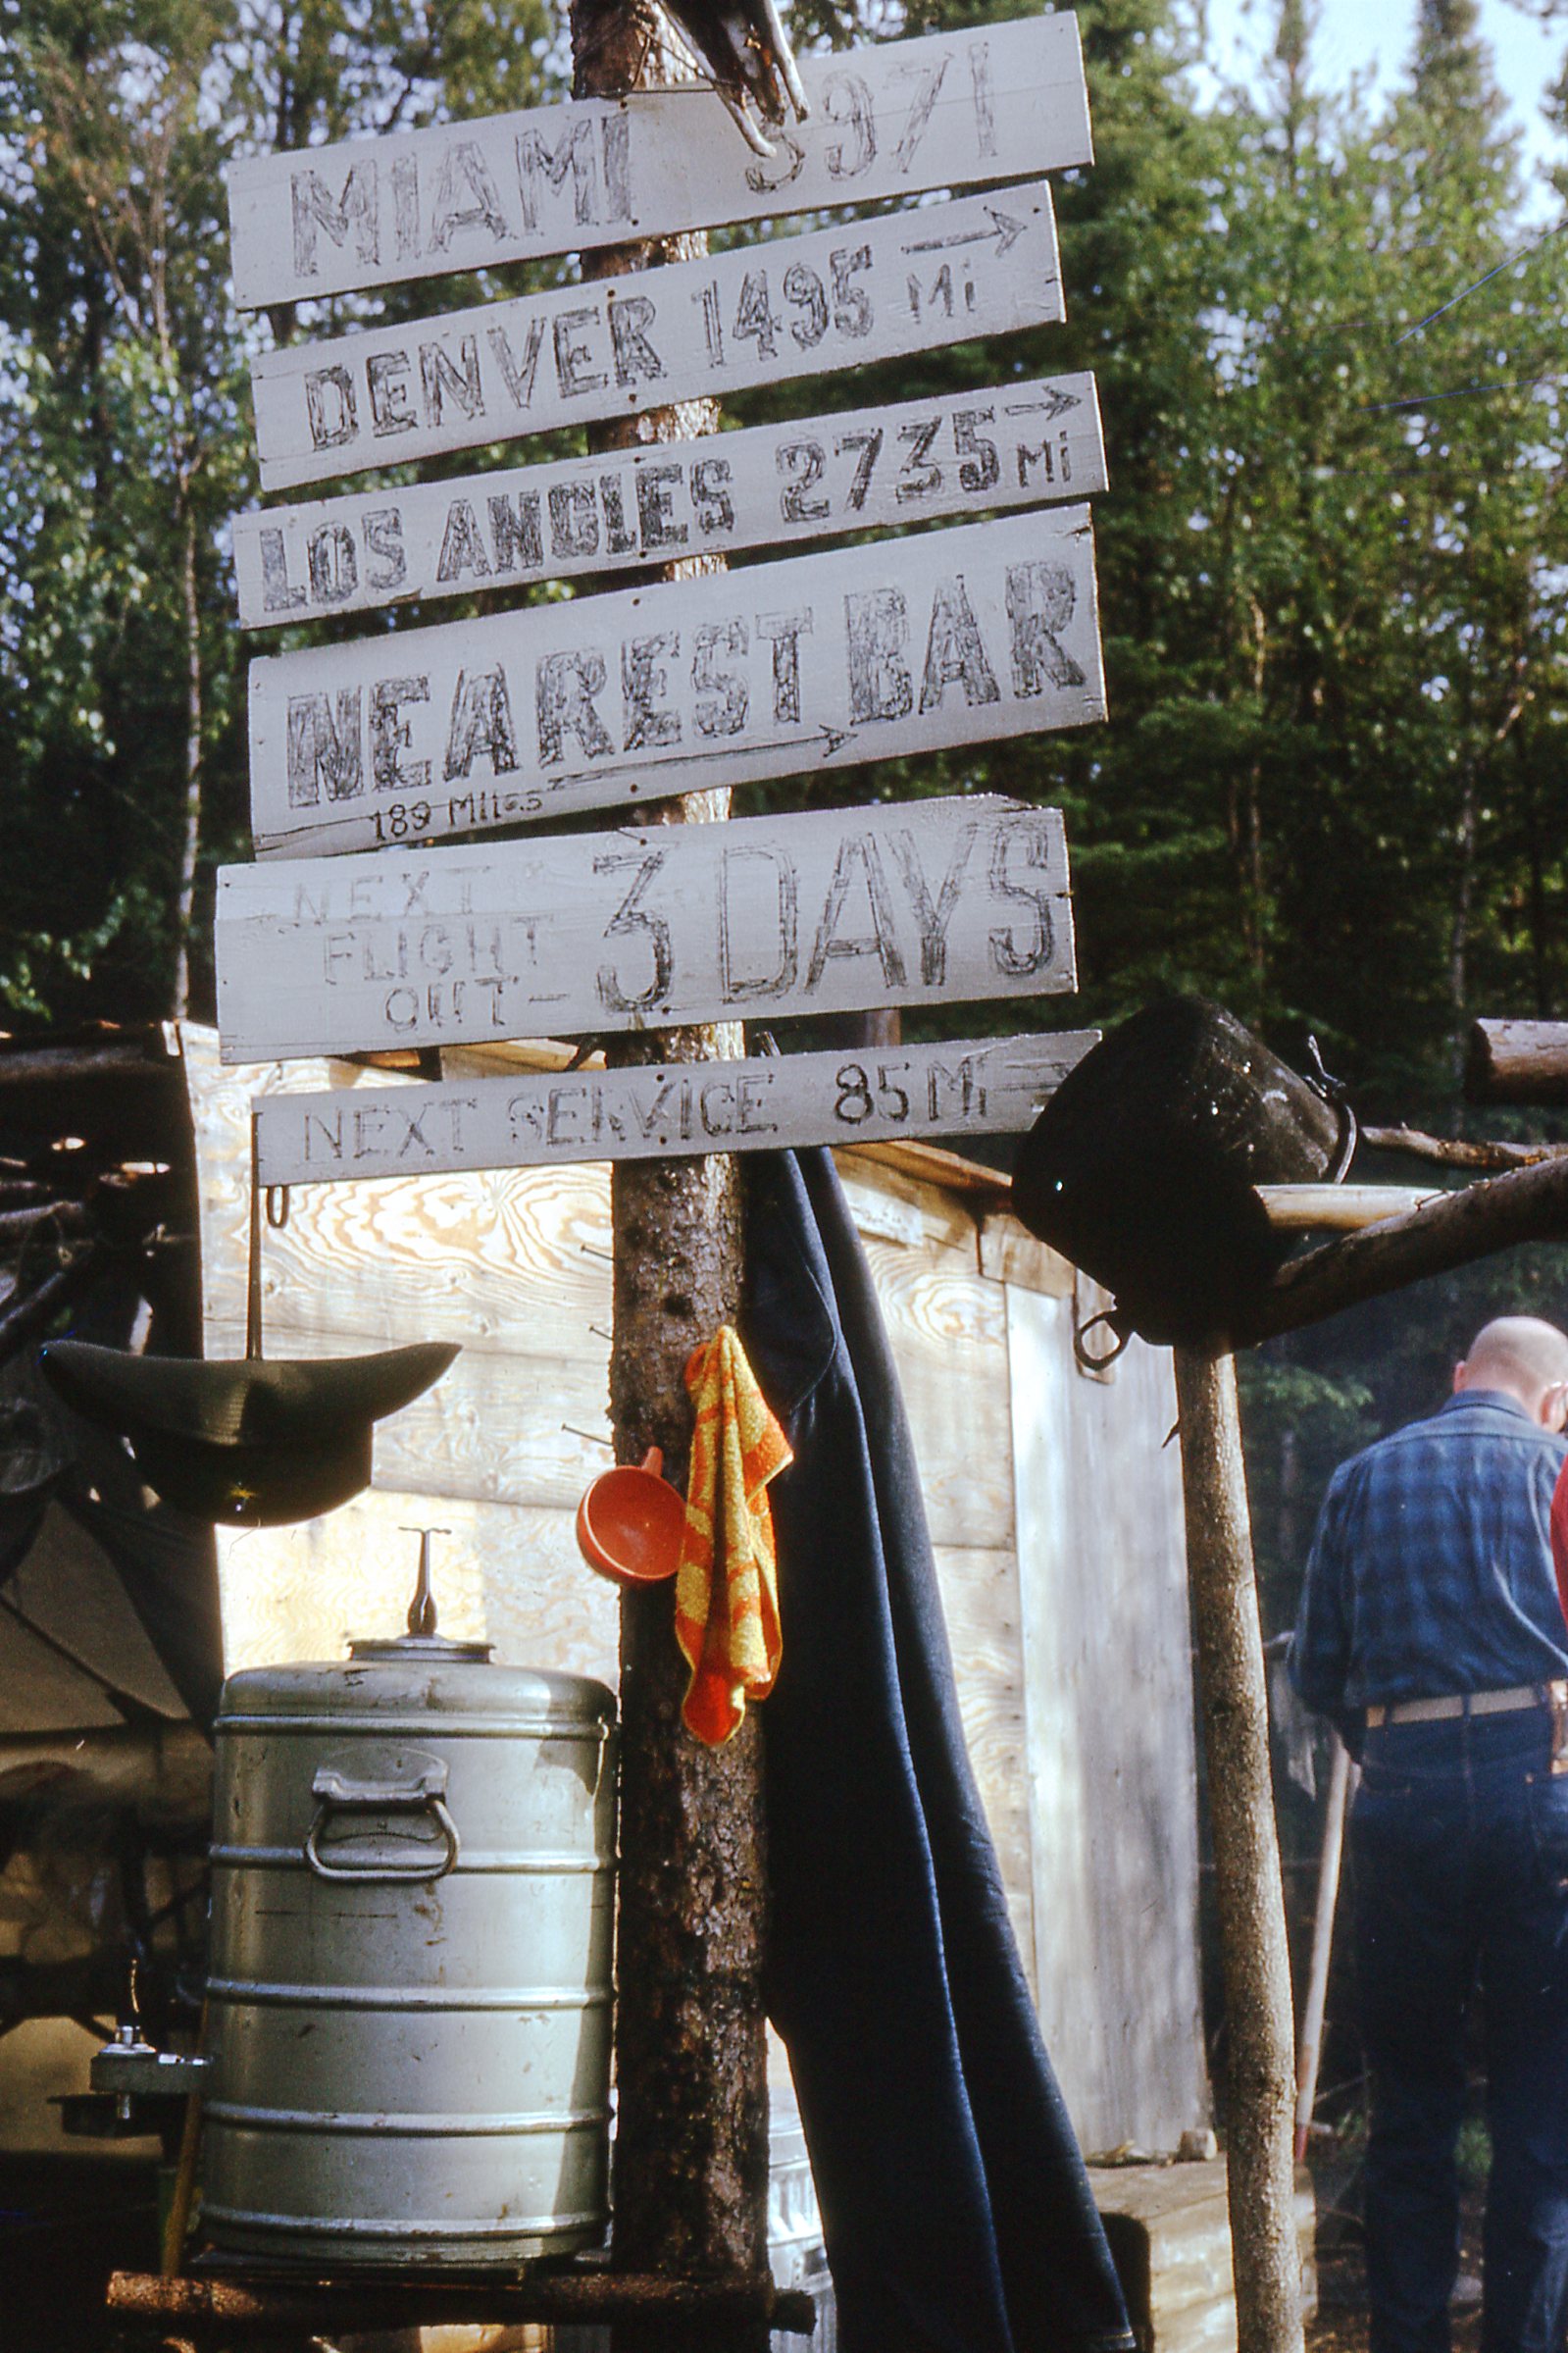 MIAMI 3971
DENVER 1495 Mi →
LOS ANGLES 2735 Mi →
NEAREST BAR
189 Miles →
NEXT
FLIGHT
OUT - 3 DAYS
NEXT SERVICE 85 Mi →